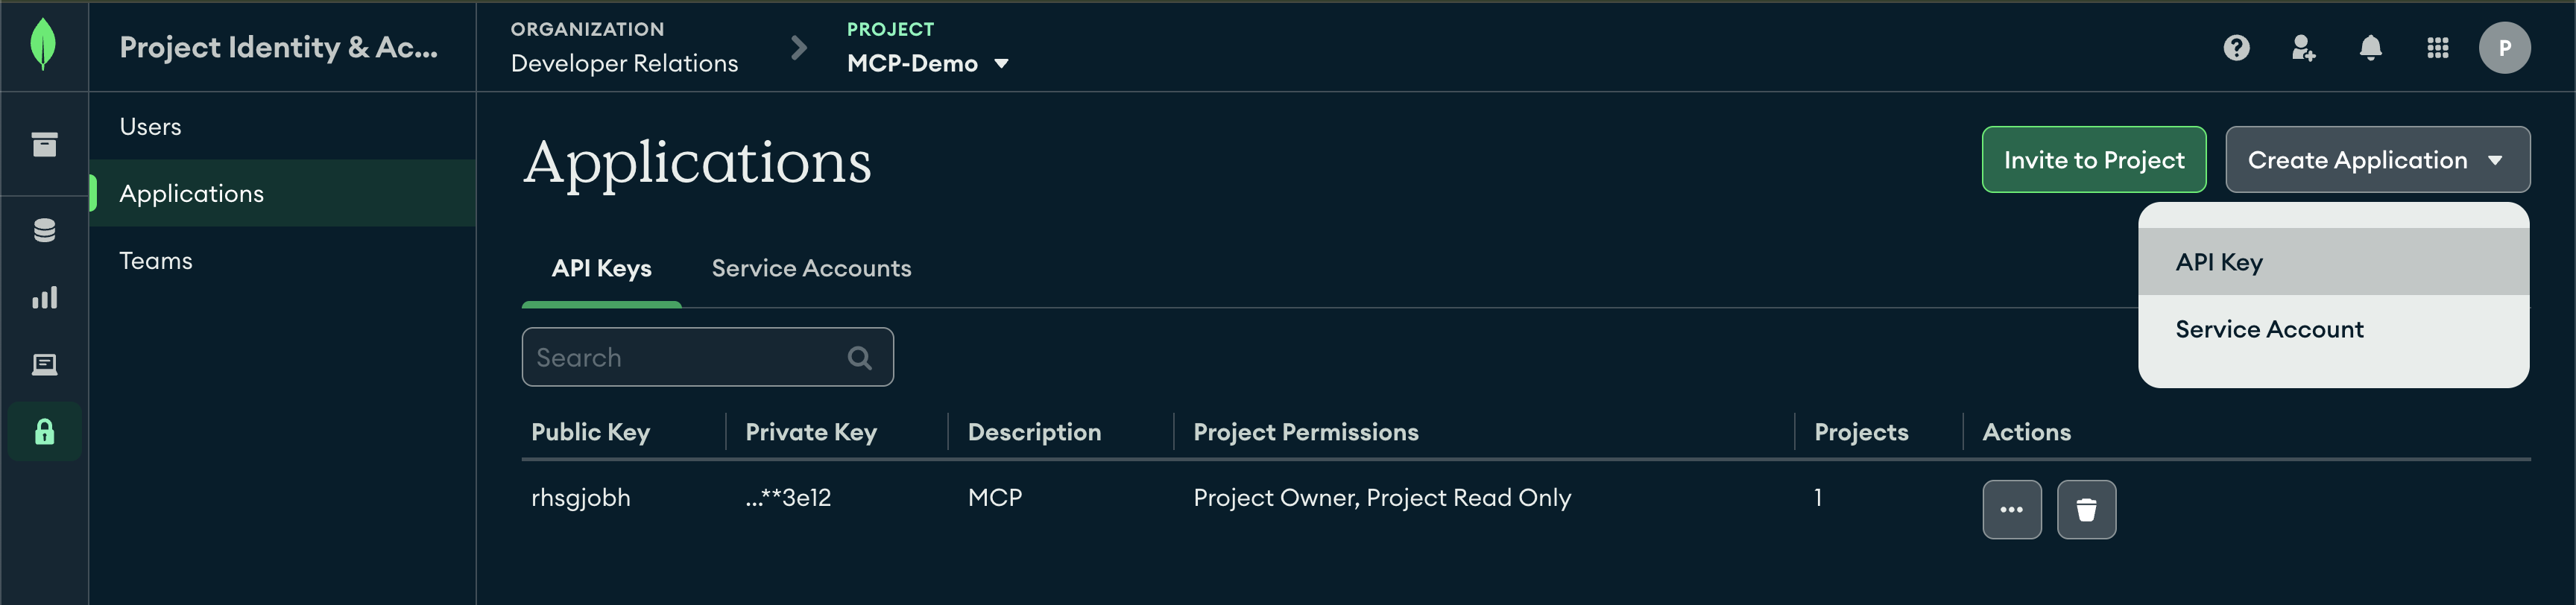 Project Identity & Ac...
ORGANIZATION
Developer Relations
PROJECT
MCP-Demo
P
Users
Applications
Teams
Applications
Invite to Project
Create Application
API Key
Service Account
API Keys
Service Accounts
Search
Public Key Private Key Description Project Permissions Projects Actions
rhsgjobh ...**3e12 MCP Project Owner, Project Read Only 1